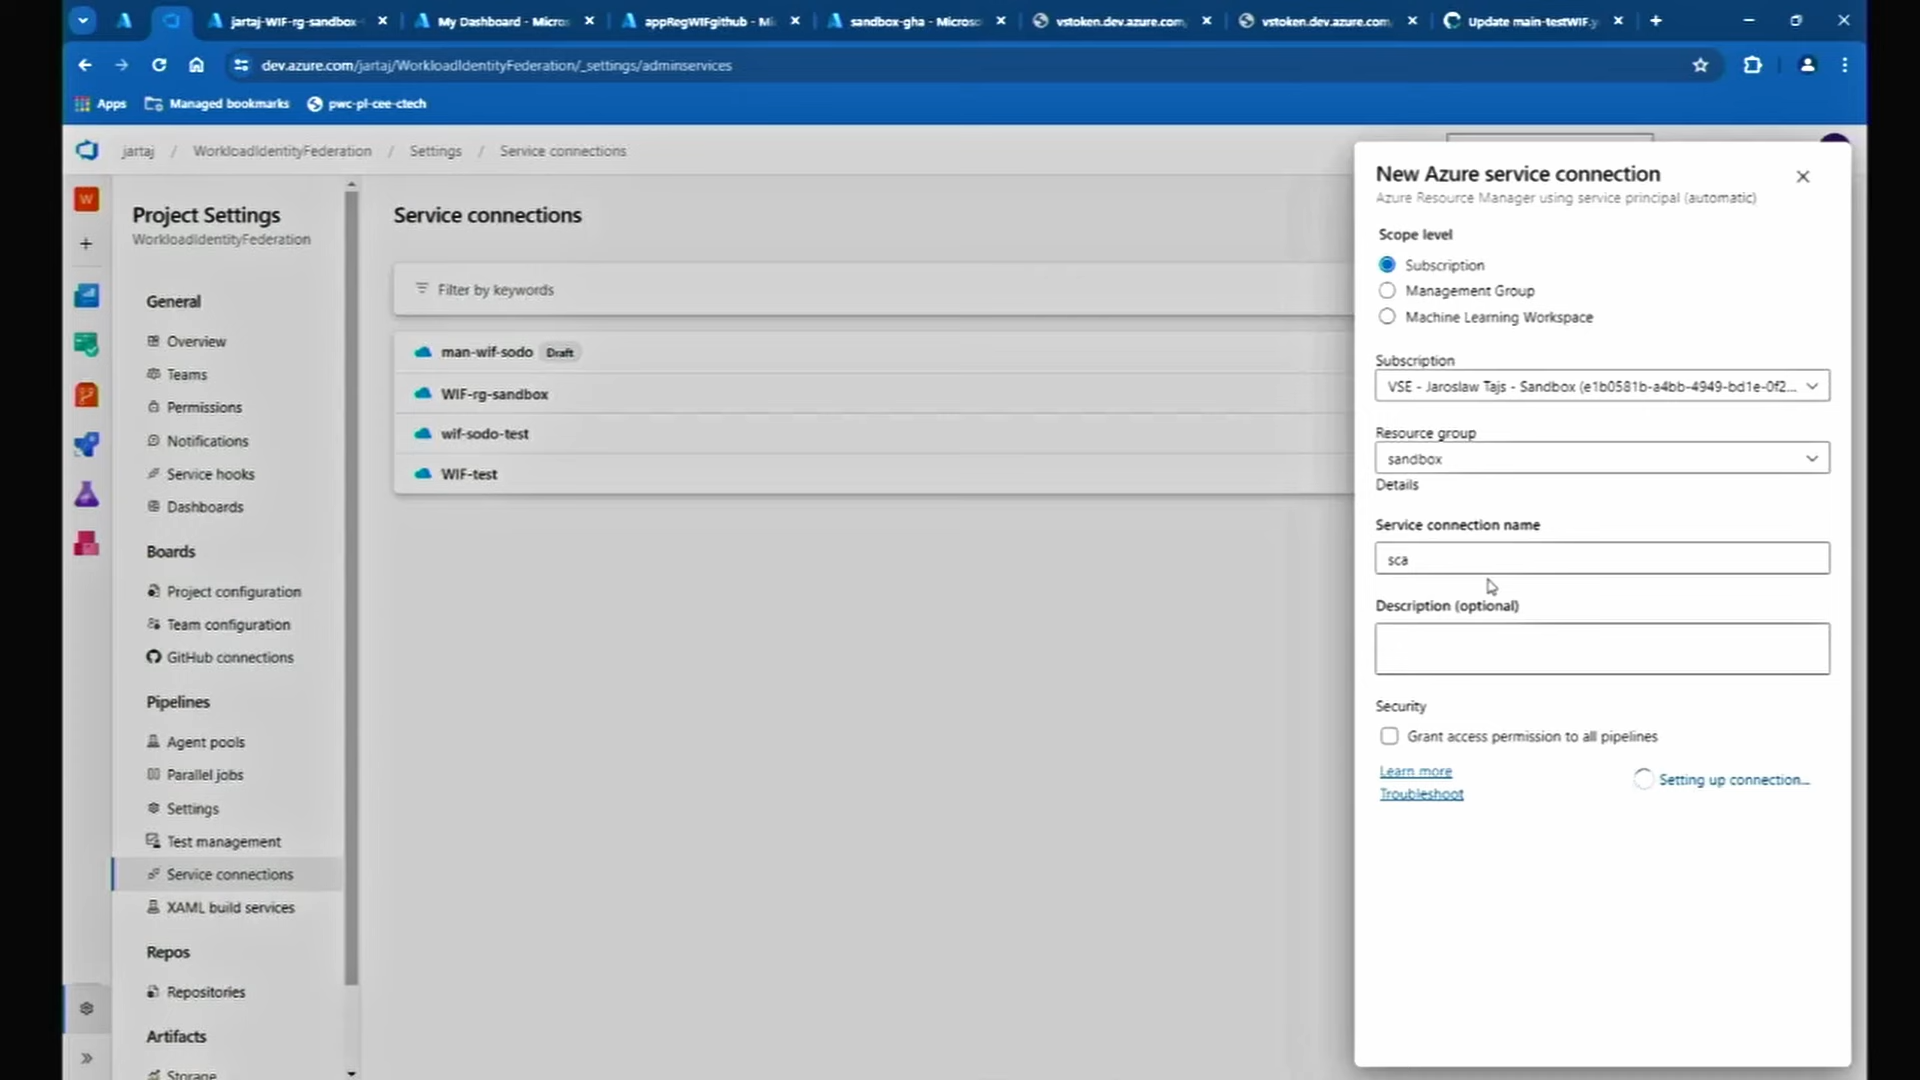 jartaj-WIF-rg-sandbox
My Dashboard - Micros
appRegWIFgithub - Mi
sandbox-gha - Microso
vstoken.dev.azure.com
vstoken.dev.azure.com
Update main-testWIF.y
dev.azure.com/jartaj/WorkloadIdentityFederation/_settings/adminservices
Apps
Managed bookmarks
pwc-pl-cee-ctech
jartaj / WorkloadIdentityFederation / Settings / Service connections
W
Project Settings
WorkloadIdentityFederation
General
Overview
Teams
Permissions
Notifications
Service hooks
Dashboards
Boards
Project configuration
Team configuration
GitHub connections
Pipelines
Agent pools
Parallel jobs
Settings
Test management
Service connections
XAML build services
Repos
Repositories
Artifacts
Storage
Service connections
Filter by keywords
man-wif-sodo Draft
WIF-rg-sandbox
wif-sodo-test
WIF-test
New Azure service connection
Azure Resource Manager using service principal (automatic)
Scope level
Subscription
Management Group
Machine Learning Workspace
Subscription
VSE - Jaroslaw Tajs - Sandbox (e1b0581b-a4bb-4949-bd1e-0f2...
Resource group
sandbox
Details
Service connection name
sca
Description (optional)
Security
Grant access permission to all pipelines
Learn more
Troubleshoot
Setting up connection...